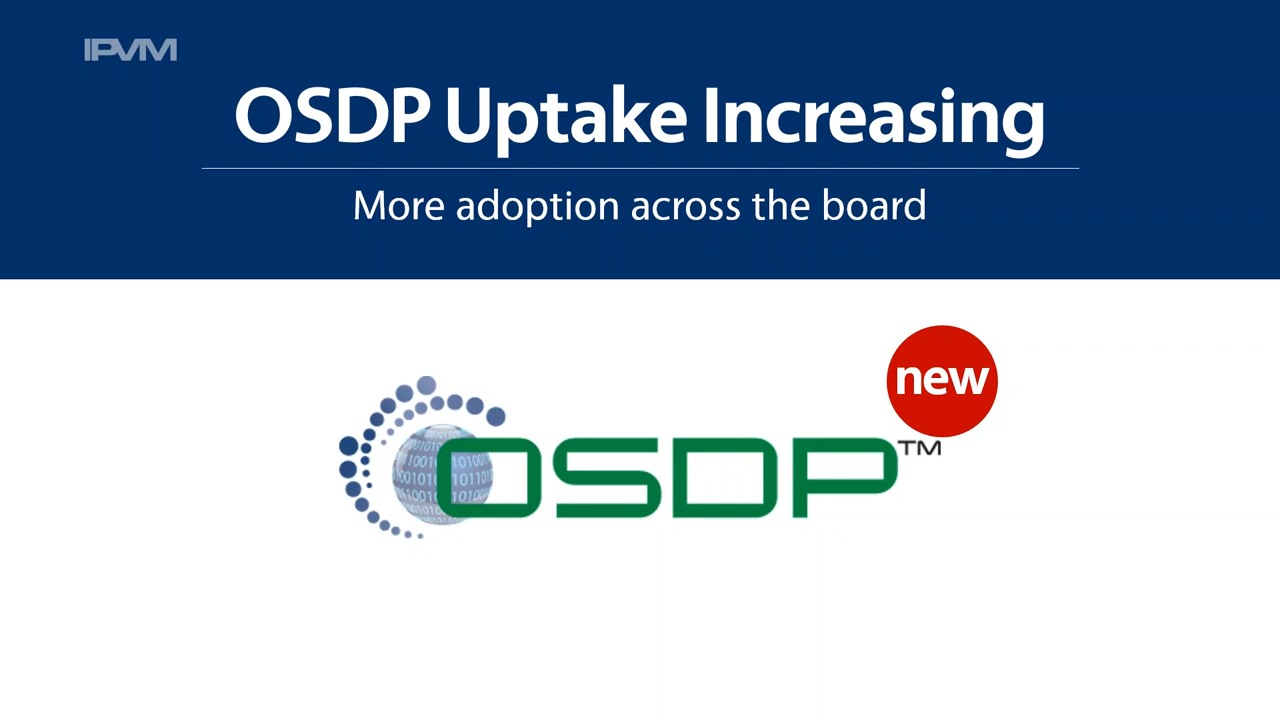 IPVM
OSDP Uptake Increasing
More adoption across the board
new
OSDP™